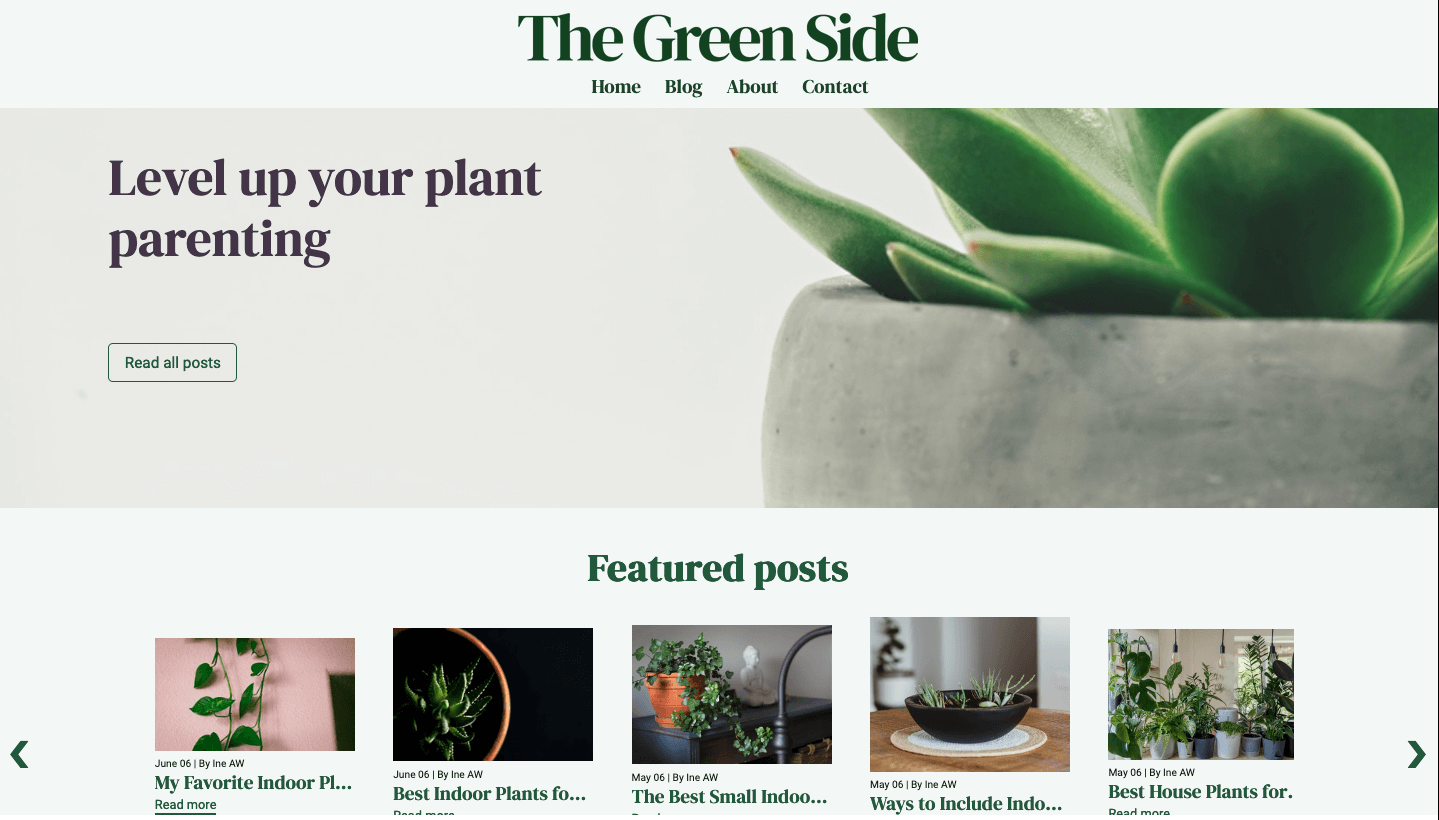 The Green Side
Home Blog About Contact
Level up your plant
parenting
Read all posts
Featured posts
June 06 | By Ine AW
My Favorite Indoor Pl...
Read more
June 06 | By Ine AW
Best Indoor Plants fo...
Read more
May 06 | By Ine AW
The Best Small Indoo...
May 06 | By Ine AW
Ways to Include Indo...
May 06 | By Ine AW
Best House Plants for.
Read more